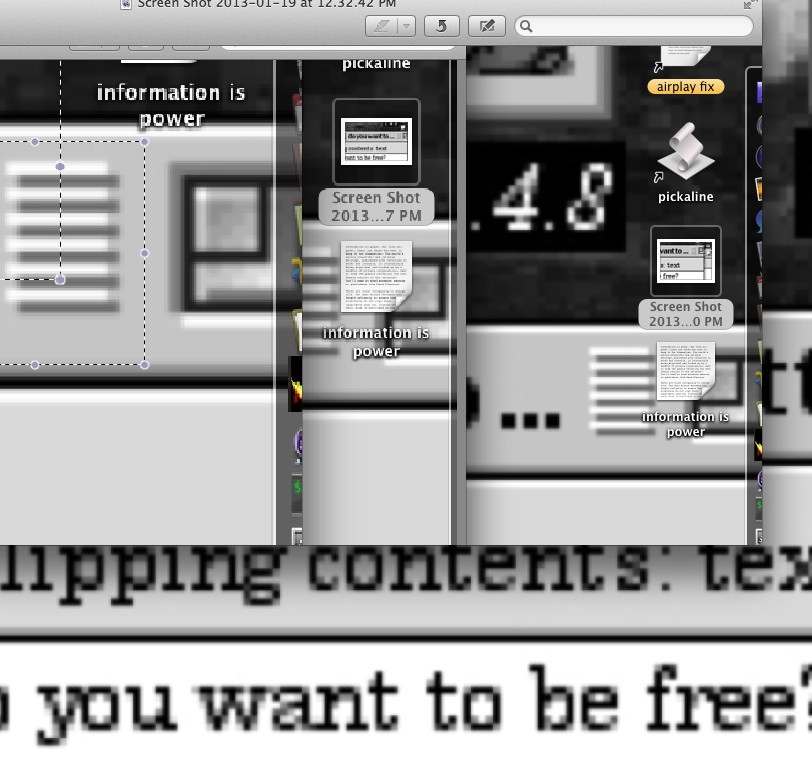 Screen Shot 2013-01-19 at 12.32.42 PM
information is
power
pickaline
Screen Shot
2013...7 PM
information is
power
.4.8
airplay fix
pickaline
Screen Shot
2013...0 PM
...
information is
power
lipping contents: tex
you want to be free?